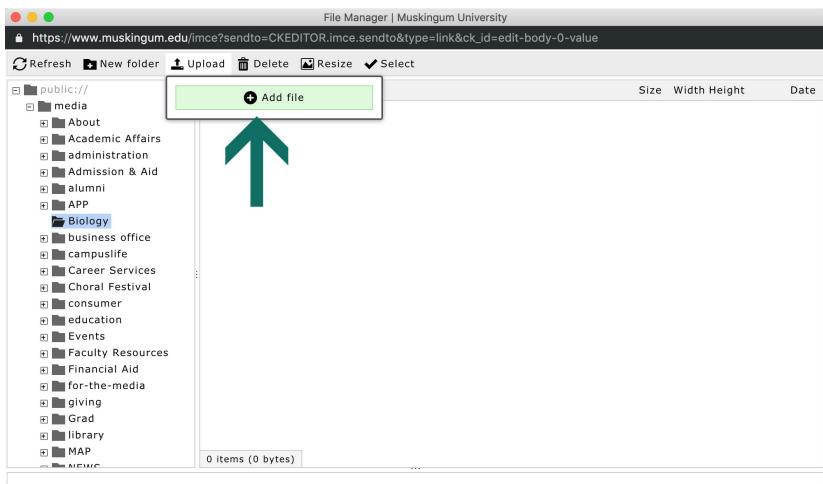 File Manager | Muskingum University
https://www.muskingum.edu/imce?sendto=CKEDITOR.imce.sendto&type=link&ck_id=edit-body-0-value
Refresh New folder Upload Delete Resize Select
public://
Add file
Size Width Height Date
media
About
Academic Affairs
administration
Admission & Aid
alumni
APP
Biology
business office
campuslife
Career Services
Choral Festival
consumer
education
Events
Faculty Resources
Financial Aid
for-the-media
giving
Grad
library
MAP
NEWS
0 items (0 bytes)